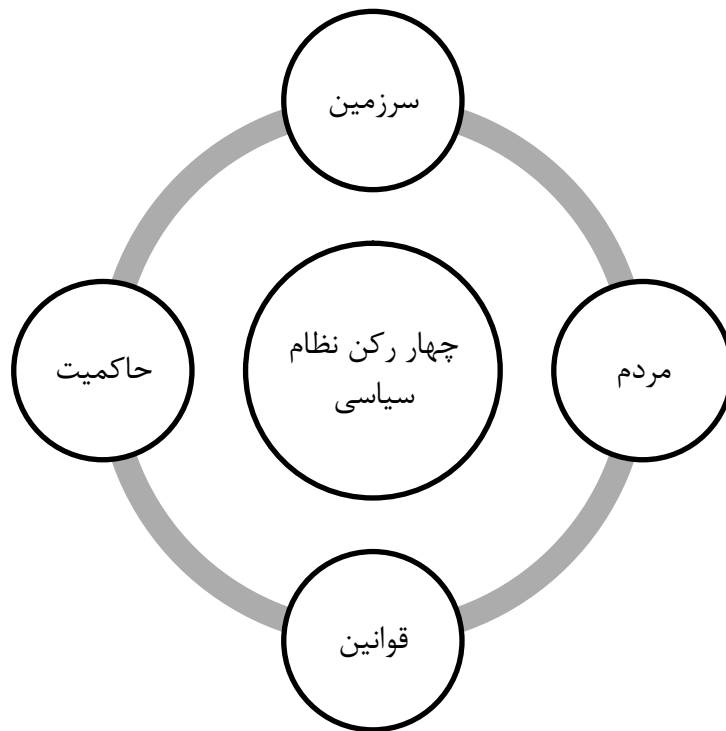 سرزمین
چهار رکن نظام
سیاسی
مردم
حاکمیت
قوانین